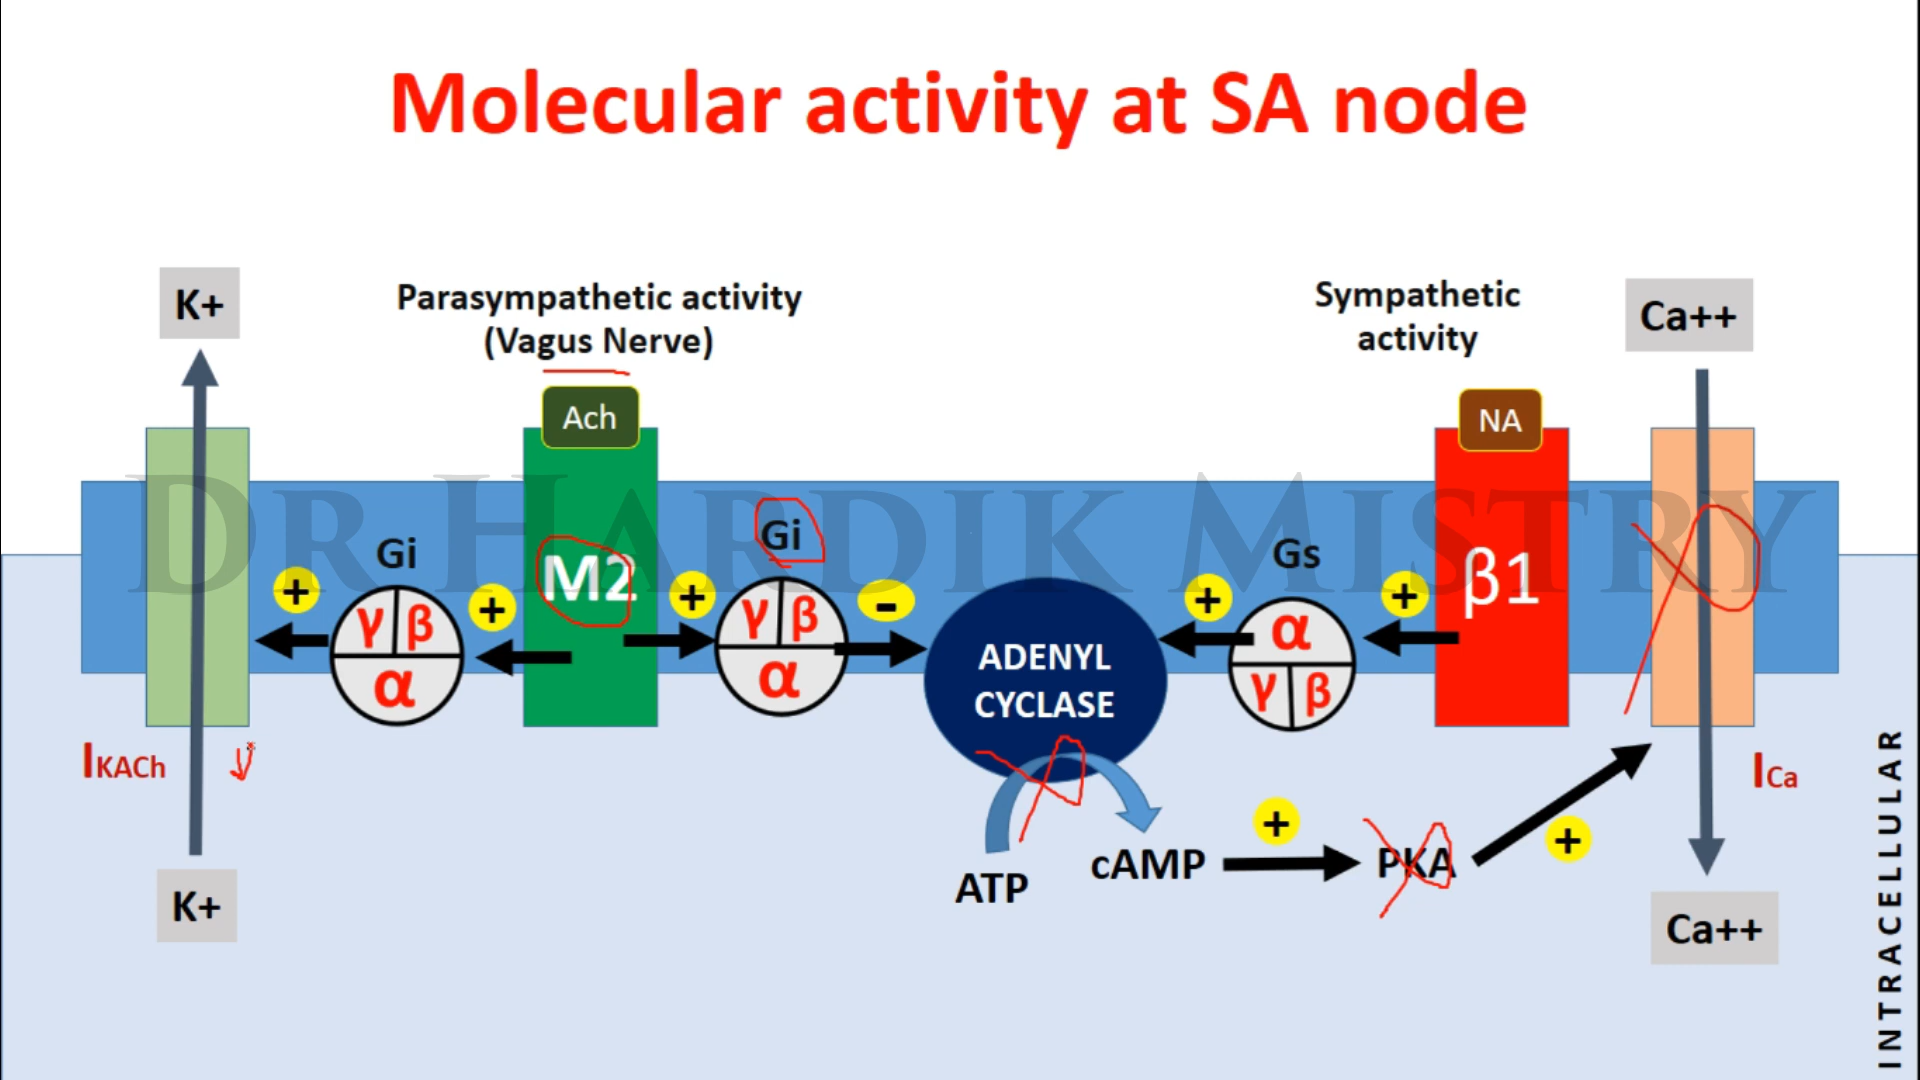 Molecular activity at SA node
K+
Parasympathetic activity
(Vagus Nerve)
Sympathetic
activity
Ca++
Ach
NA
DR HARDIK MISTRY
Gi
+
γ β
α
+
M2
+
Gi
γ β
α
-
ADENYL
CYCLASE
+
Gs
α
γ β
+
β1
IKACh
ICa
K+
ATP
cAMP
+
PKA
+
Ca++
INTRACELLULAR